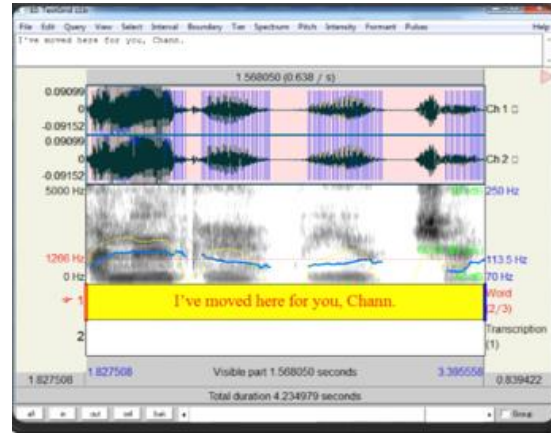 TextGrid
File Edit Query View Select Interval Boundary Tier Spectrum Pitch Intensity Formant Pulses Help
I've moved here for you, Chann.
1.568050 (0.638 / s)
0.09099
0
-0.09152
Ch 1
0.09099
0
-0.09152
Ch 2
5000 Hz
250 Hz
1266 Hz
113.5 Hz
0 Hz
70 Hz
1
I've moved here for you, Chann.
Word
(2/3)
2
Transcription
(1)
1.827508
1.827508
Visible part 1.568050 seconds
3.395558
0.839422
Total duration 4.234979 seconds
all in out sel bak
Group